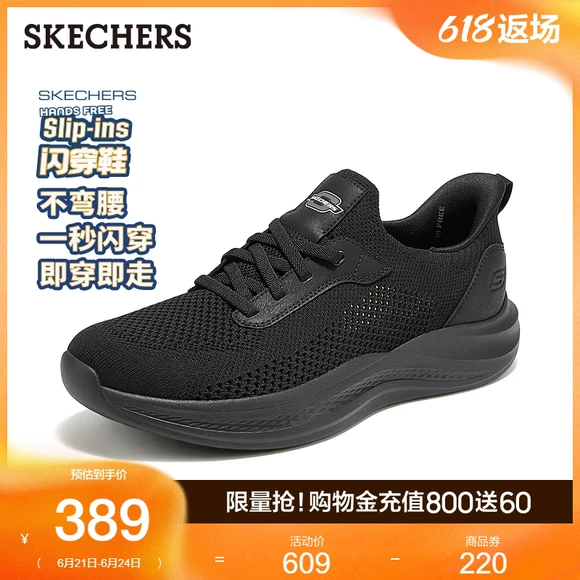 SKECHERS
618返场
SKECHERS
HANDS FREE
Slip-ins
闪穿鞋
不弯腰
一秒闪穿
即穿即走
SKECHERS
S
预估到手价
限量抢！购物金充值800送60
¥ 389 = 活动价 609 - 商品券 220
( 6月21日-6月24日 )